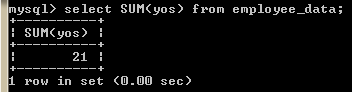 mysql> select SUM(yos) from employee_data;
+----------+
| SUM(yos) |
+----------+
|       21 |
+----------+
1 row in set (0.00 sec)